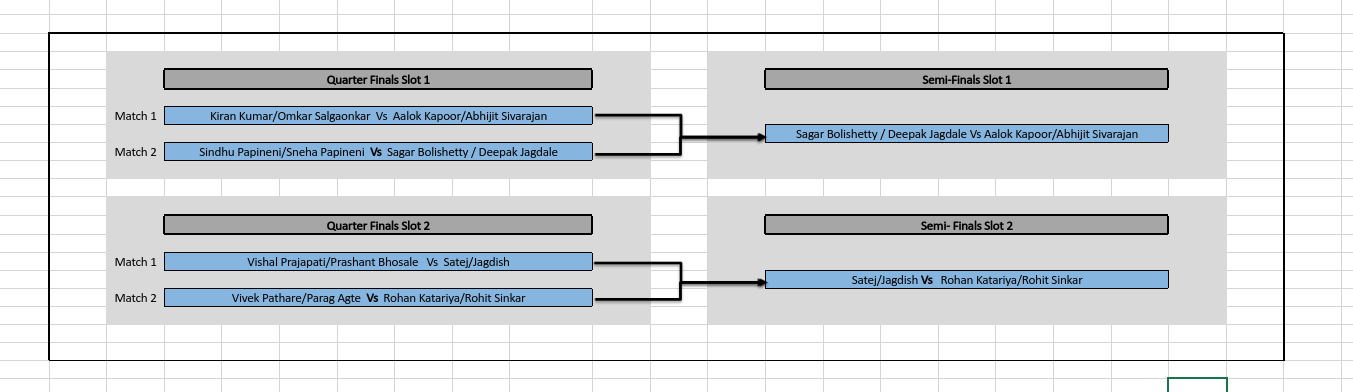 Quarter Finals Slot 1
Semi-Finals Slot 1
Match 1
Kiran Kumar/Omkar Salgaonkar Vs Aalok Kapoor/Abhijit Sivarajan
Sagar Bolishetty / Deepak Jagdale Vs Aalok Kapoor/Abhijit Sivarajan
Match 2
Sindhu Papineni/Sneha Papineni Vs Sagar Bolishetty / Deepak Jagdale
Quarter Finals Slot 2
Semi- Finals Slot 2
Match 1
Vishal Prajapati/Prashant Bhosale Vs Satej/Jagdish
Satej/Jagdish Vs Rohan Katariya/Rohit Sinkar
Match 2
Vivek Pathare/Parag Agte Vs Rohan Katariya/Rohit Sinkar